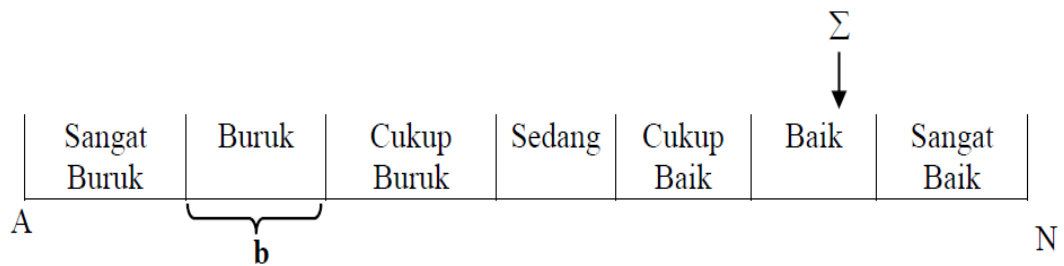 Σ
Sangat Buruk Cukup Sedang Cukup Baik Sangat
Buruk Buruk Baik Baik
A b N